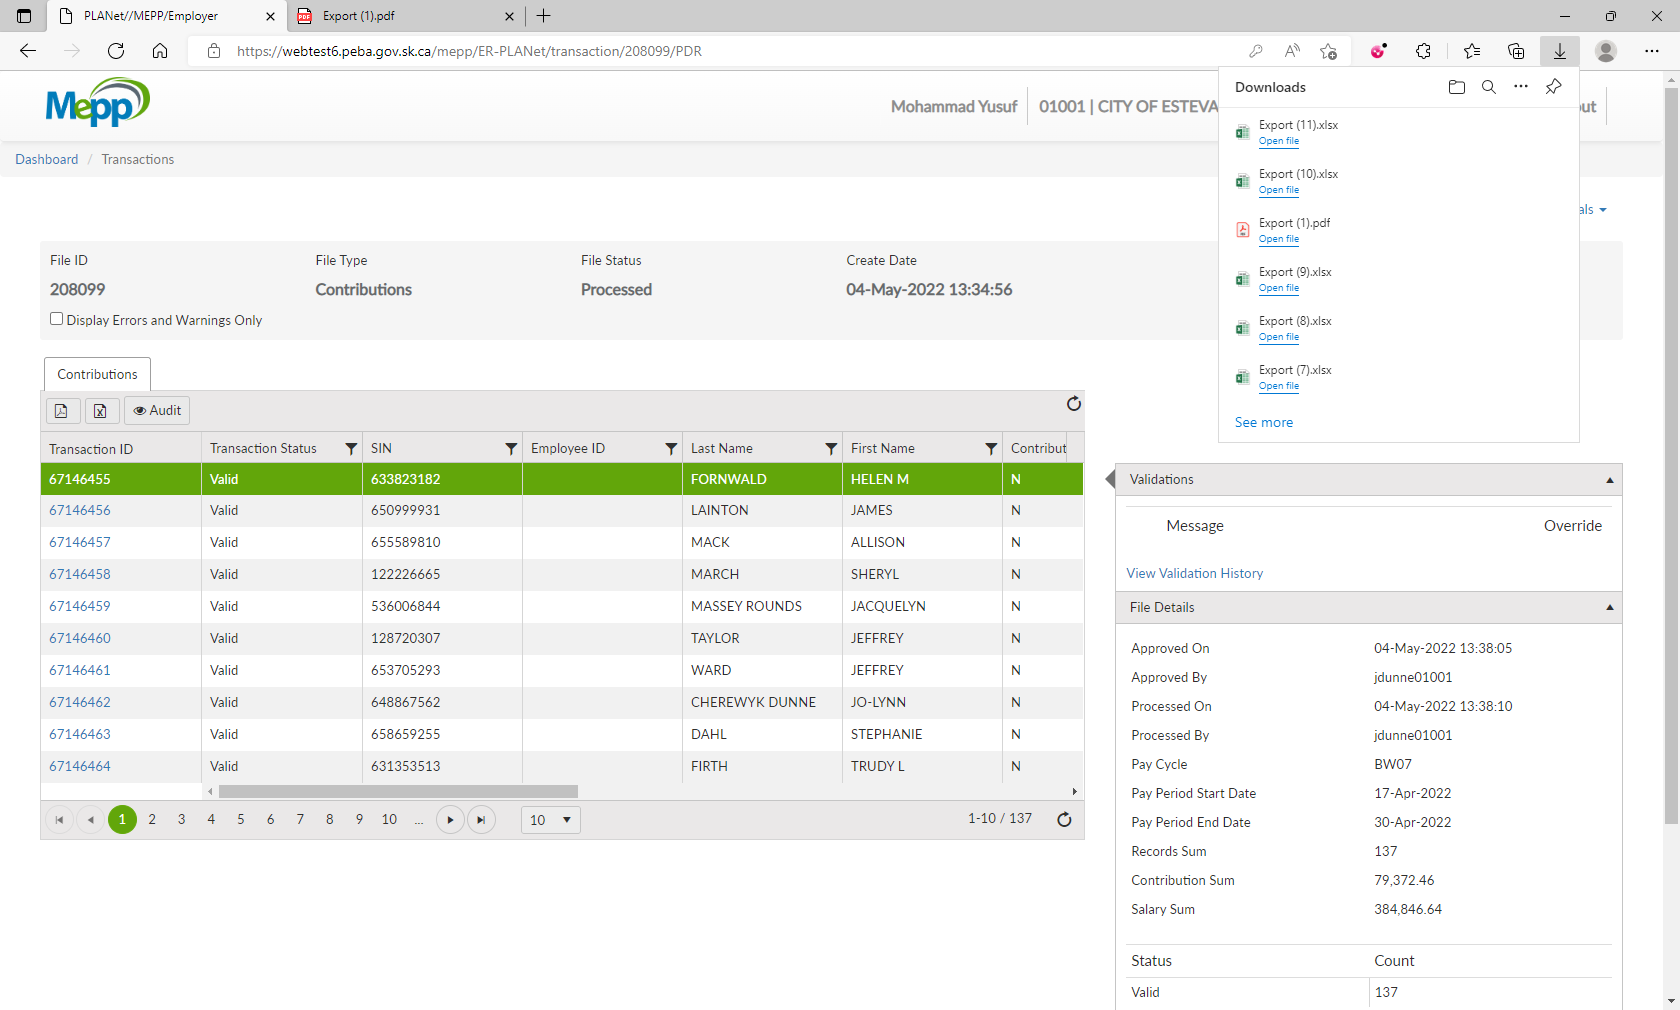 PLANet//MEPP/Employer
Export (1).pdf
https://webtest6.peba.gov.sk.ca/mepp/ER-PLANet/transaction/208099/PDR
Mepp
Mohammad Yusuf
01001 | CITY OF ESTEVA
out
Downloads
Export (11).xlsx
Open file
Export (10).xlsx
Open file
Export (1).pdf
Open file
Export (9).xlsx
Open file
Export (8).xlsx
Open file
Export (7).xlsx
Open file
See more
Dashboard / Transactions
als
File ID File Type File Status Create Date
208099 Contributions Processed 04-May-2022 13:34:56
Display Errors and Warnings Only
Contributions
Audit
Transaction ID Transaction Status SIN Employee ID Last Name First Name Contribut
67146455 Valid 633823182 FORNWALD HELEN M N
67146456 Valid 650999931 LAINTON JAMES N
67146457 Valid 655589810 MACK ALLISON N
67146458 Valid 122226665 MARCH SHERYL N
67146459 Valid 536006844 MASSEY ROUNDS JACQUELYN N
67146460 Valid 128720307 TAYLOR JEFFREY N
67146461 Valid 653705293 WARD JEFFREY N
67146462 Valid 648867562 CHEREWYK DUNNE JO-LYNN N
67146463 Valid 658659255 DAHL STEPHANIE N
67146464 Valid 631353513 FIRTH TRUDY L N
1 2 3 4 5 6 7 8 9 10 ... 10 1-10 / 137
Validations
Message Override
View Validation History
File Details
Approved On 04-May-2022 13:38:05
Approved By jdunne01001
Processed On 04-May-2022 13:38:10
Processed By jdunne01001
Pay Cycle BW07
Pay Period Start Date 17-Apr-2022
Pay Period End Date 30-Apr-2022
Records Sum 137
Contribution Sum 79,372.46
Salary Sum 384,846.64
Status Count
Valid 137